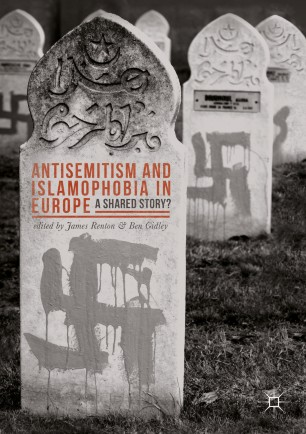 ANTISEMITISM AND
ISLAMOPHOBIA IN
EUROPE A SHARED STORY?
edited by James Renton & Ben Gidley